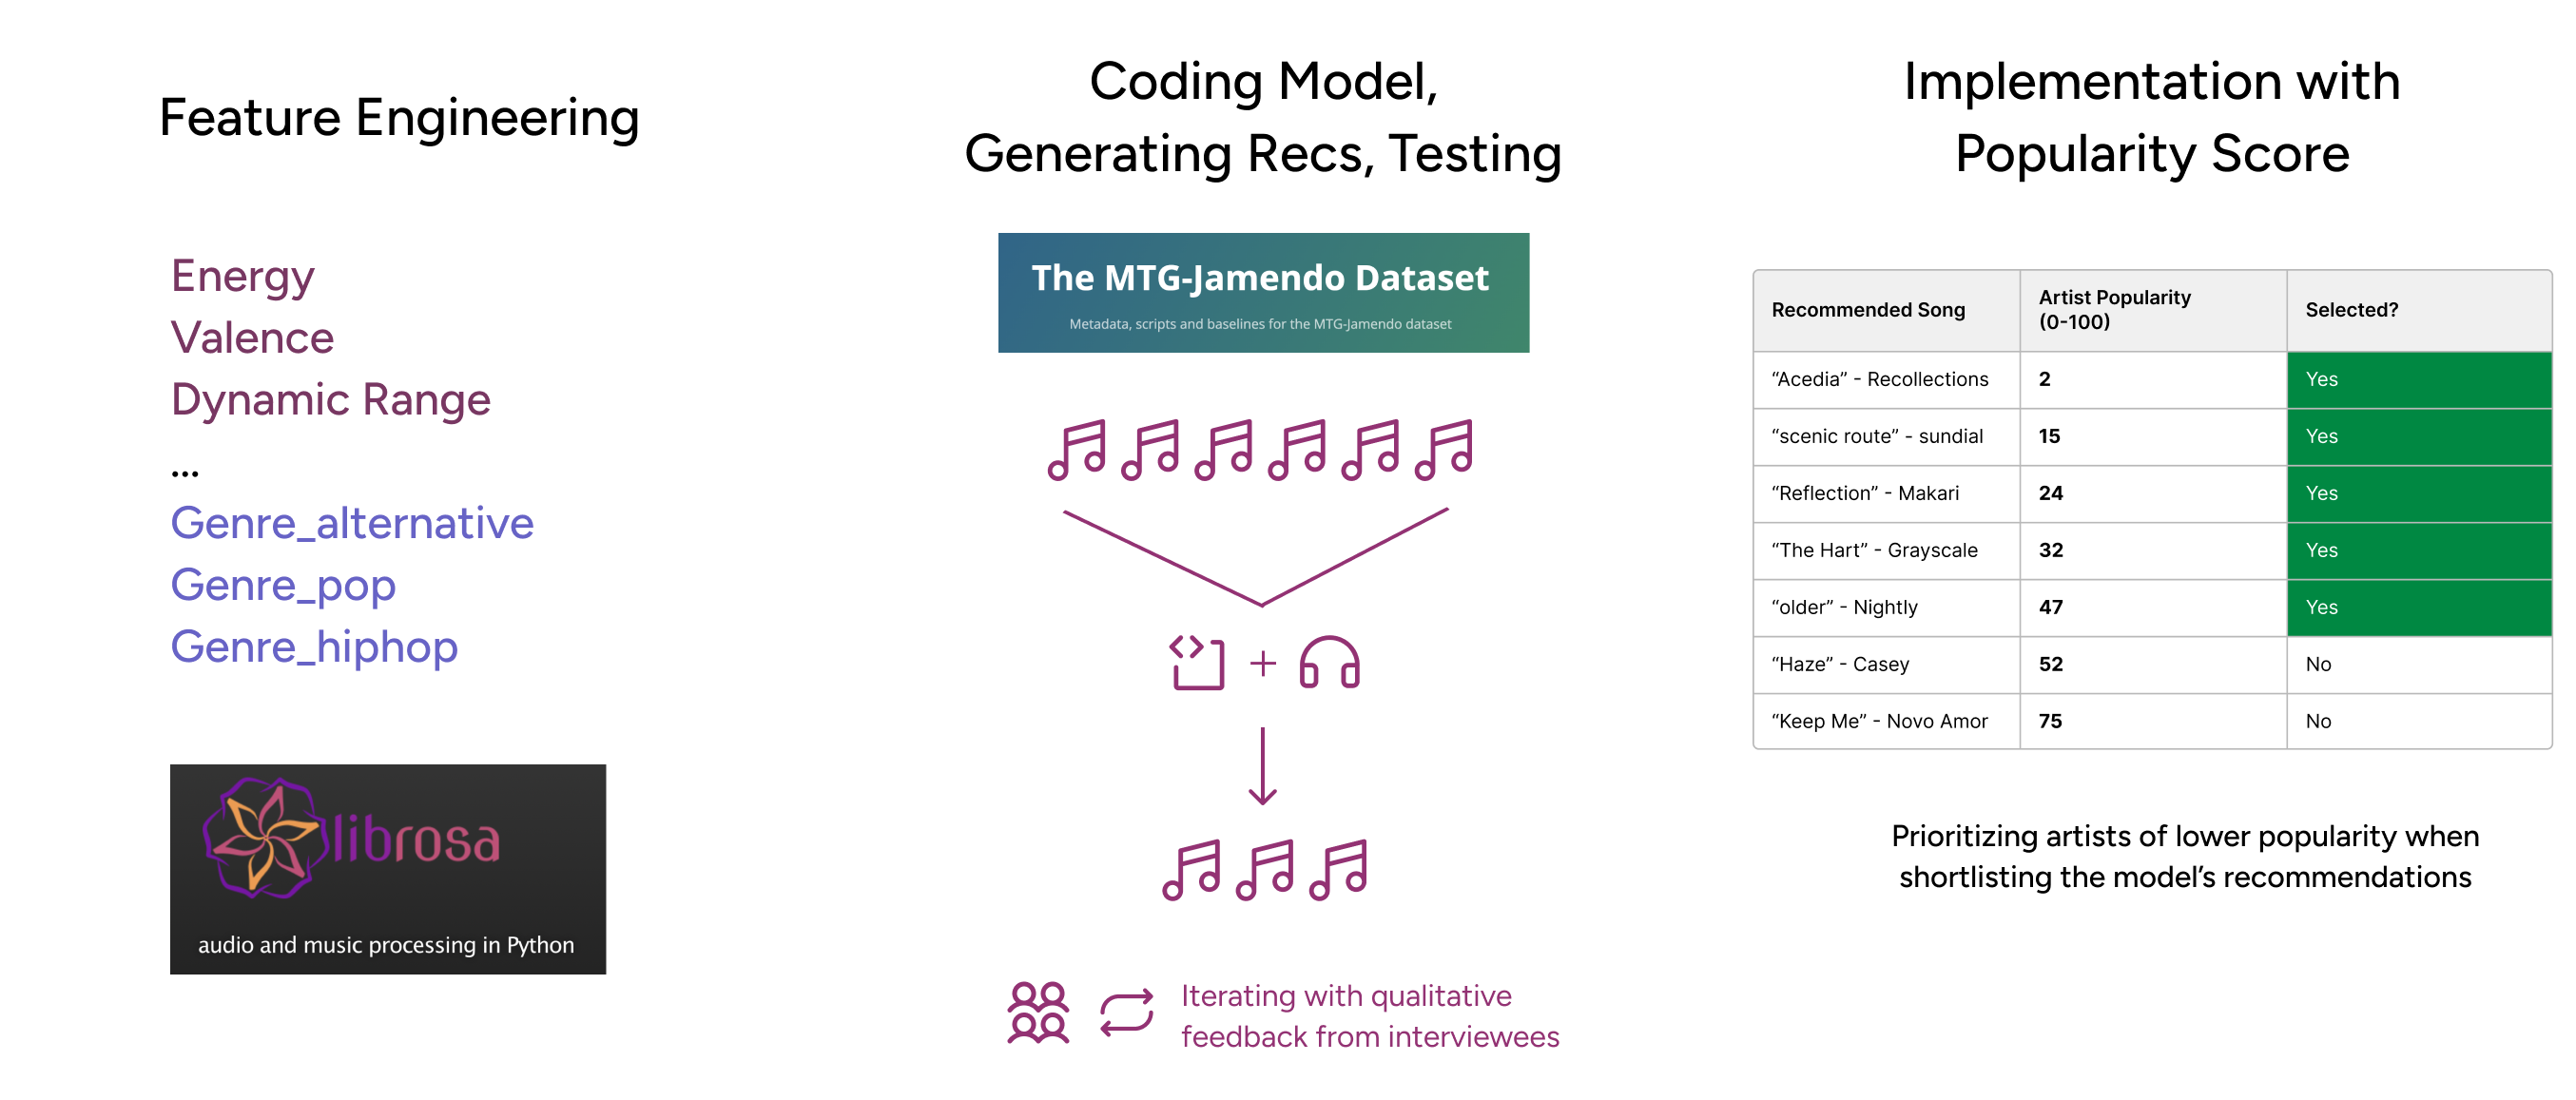 Feature Engineering
Energy
Valence
Dynamic Range
...
Genre_alternative
Genre_pop
Genre_hiphop
librosa
audio and music processing in Python
Coding Model,
Generating Recs, Testing
The MTG-Jamendo Dataset
Metadata, scripts and baselines for the MTG-Jamendo dataset
Iterating with qualitative
feedback from interviewees
Implementation with
Popularity Score
Recommended Song
Artist Popularity
(0-100)
Selected?
“Acedia” - Recollections 2 Yes
“scenic route” - sundial 15 Yes
“Reflection” - Makari 24 Yes
“The Hart” - Grayscale 32 Yes
“older” - Nightly 47 Yes
“Haze” - Casey 52 No
“Keep Me” - Novo Amor 75 No
Prioritizing artists of lower popularity when
shortlisting the model’s recommendations